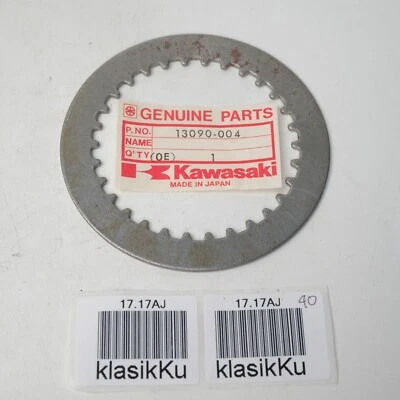 GENUINE PARTS
P.NO. 13090-004
NAME
Q'TY (OE) 1
Kawasaki
MADE IN JAPAN
17.17AJ
klasikKu
17.17AJ 40
klasikKu